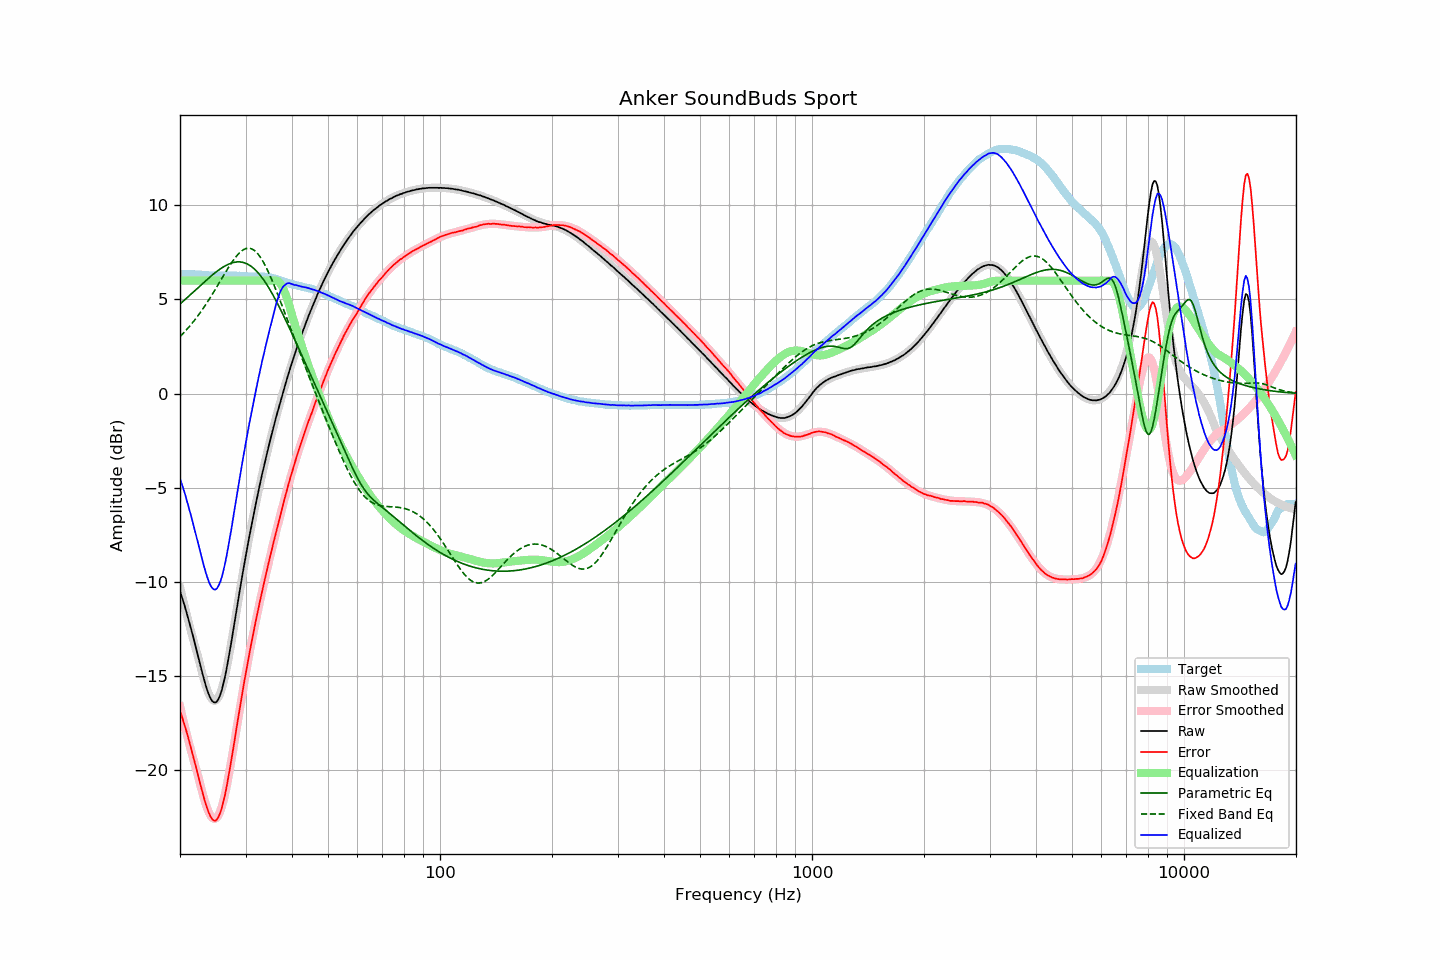 Anker SoundBuds Sport
Amplitude (dBr)
10
5
0
−5
−10
−15
−20
100
1000
10000
Frequency (Hz)
Target
Raw Smoothed
Error Smoothed
Raw
Error
Equalization
Parametric Eq
Fixed Band Eq
Equalized